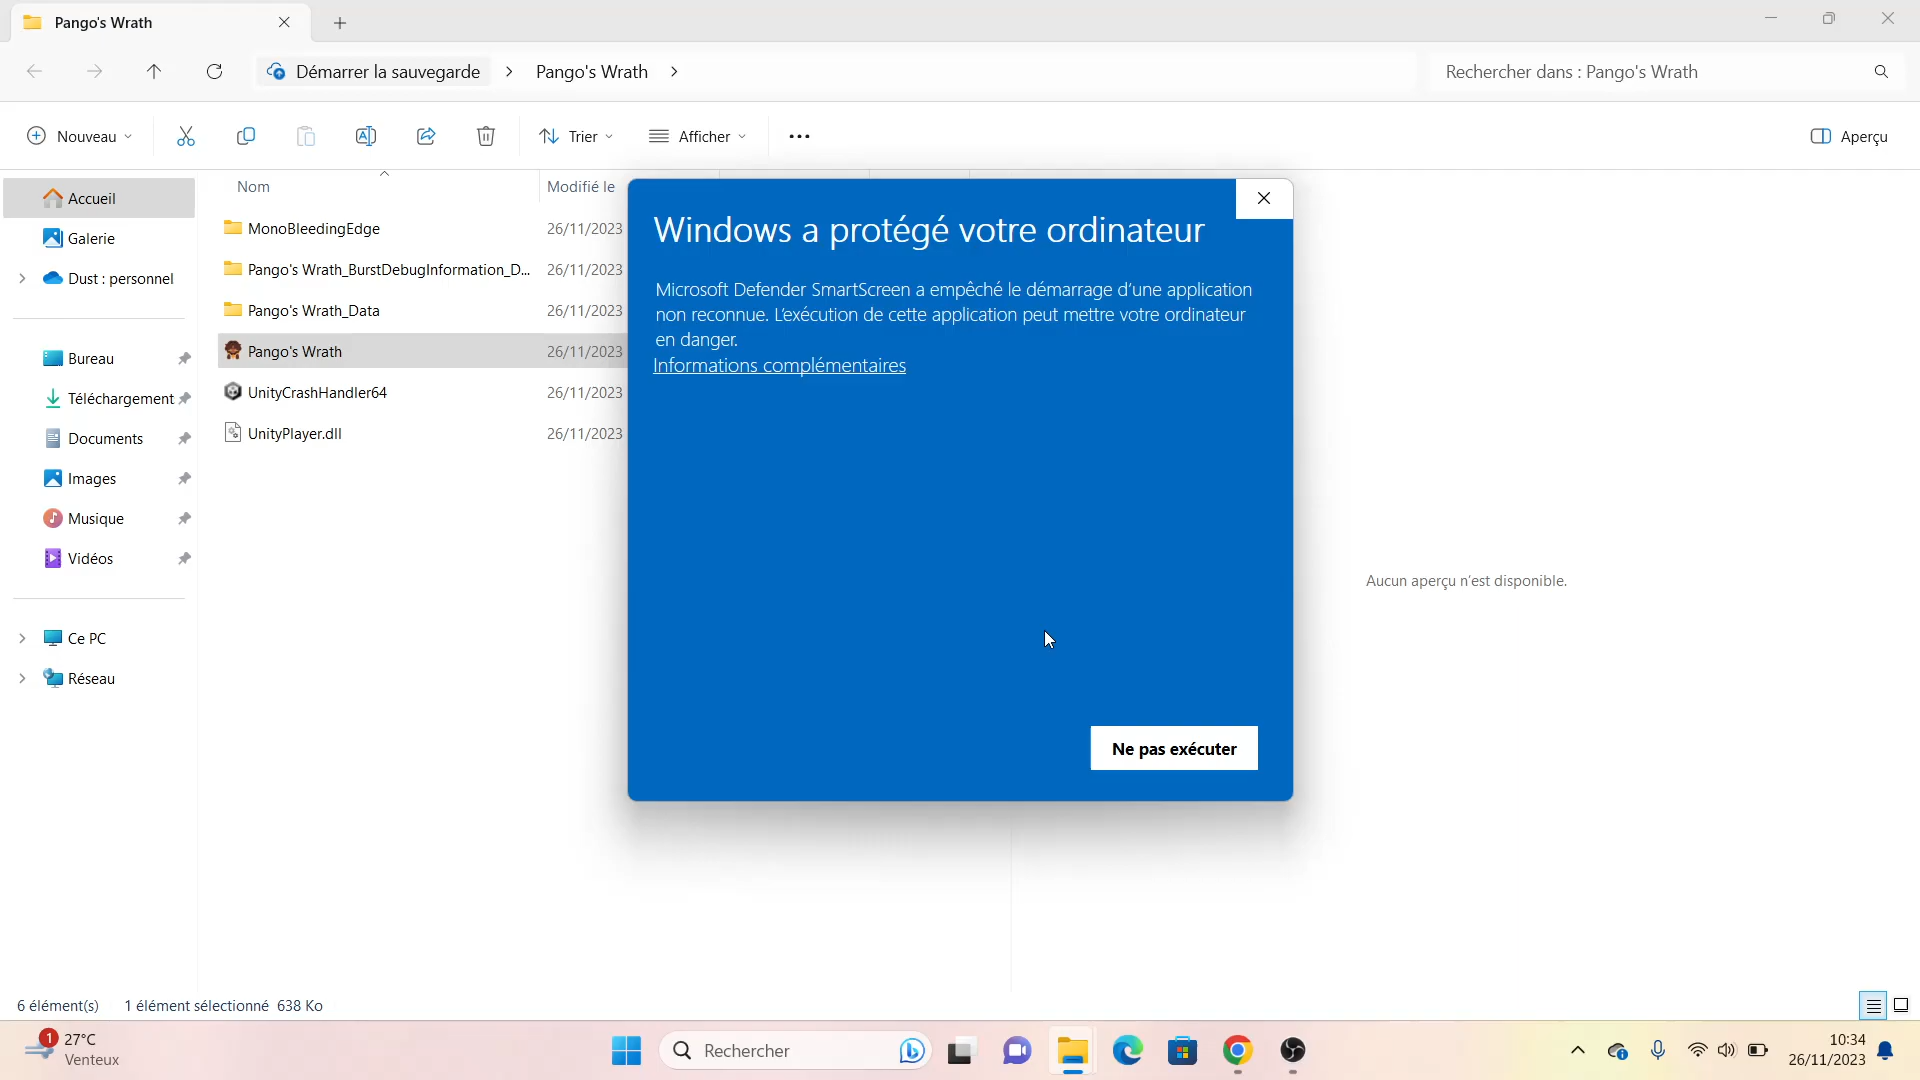 Pango's Wrath
Démarrer la sauvegarde
Pango's Wrath
Rechercher dans : Pango's Wrath
Nouveau
Trier
Afficher
Aperçu
Accueil
Galerie
Dust : personnel
Bureau
Téléchargement
Documents
Images
Musique
Vidéos
Ce PC
Réseau
Nom
Modifié le
MonoBleedingEdge
26/11/2023
Pango's Wrath_BurstDebugInformation_D...
26/11/2023
Pango's Wrath_Data
26/11/2023
Pango's Wrath
26/11/2023
UnityCrashHandler64
26/11/2023
UnityPlayer.dll
26/11/2023
Windows a protégé votre ordinateur
Microsoft Defender SmartScreen a empêché le démarrage d'une application
non reconnue. L'exécution de cette application peut mettre votre ordinateur
en danger.
Informations complémentaires
Ne pas exécuter
Aucun aperçu n'est disponible.
6 élément(s)
1 élément sélectionné 638 Ko
1
27°C
Venteux
Rechercher
10:34
26/11/2023